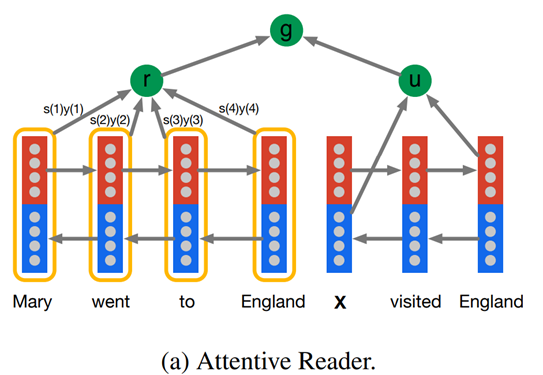 g
r
u
s(1)y(1)
s(2)y(2)
s(3)y(3)
s(4)y(4)
Mary went to England X visited England
(a) Attentive Reader.